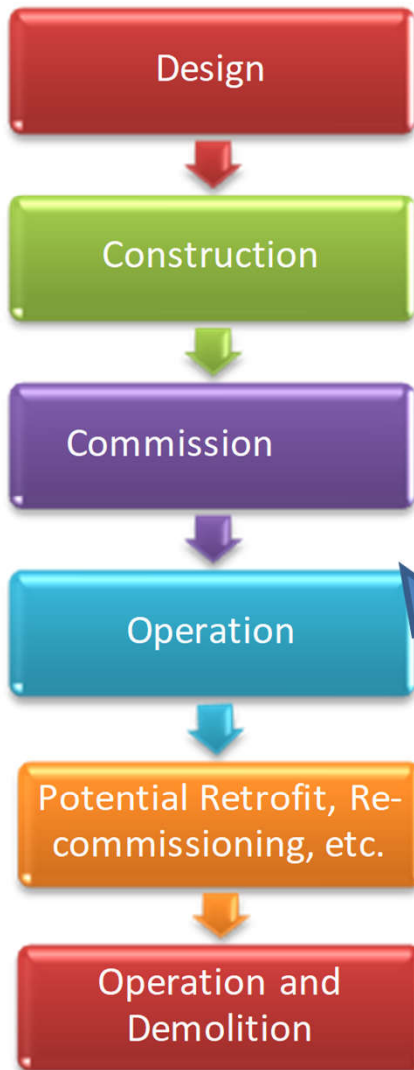 Design
Construction
Commission
Operation
Potential Retrofit, Re-
commissioning, etc.
Operation and
Demolition